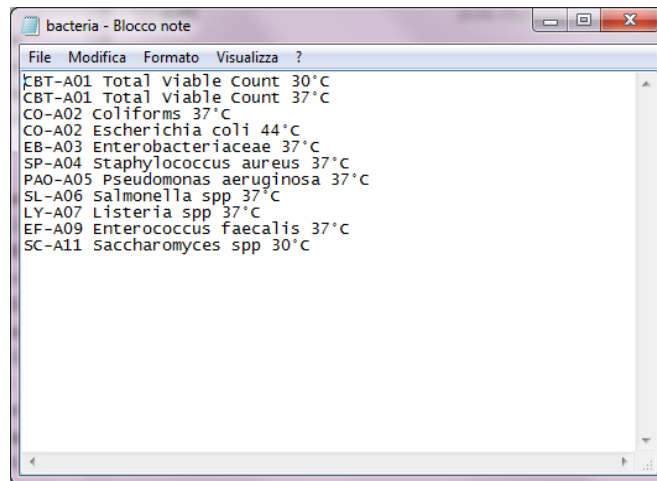 bacteria - Blocco note
File Modifica Formato Visualizza ?
CBT-A01 Total Viable Count 30°C
CBT-A01 Total Viable Count 37°C
CO-A02 Coliforms 37°C
CO-A02 Escherichia coli 44°C
EB-A03 Enterobacteriaceae 37°C
SP-A04 Staphylococcus aureus 37°C
PAO-A05 Pseudomonas aeruginosa 37°C
SL-A06 Salmonella spp 37°C
LY-A07 Listeria spp 37°C
EF-A09 Enterococcus faecalis 37°C
SC-A11 Saccharomyces spp 30°C